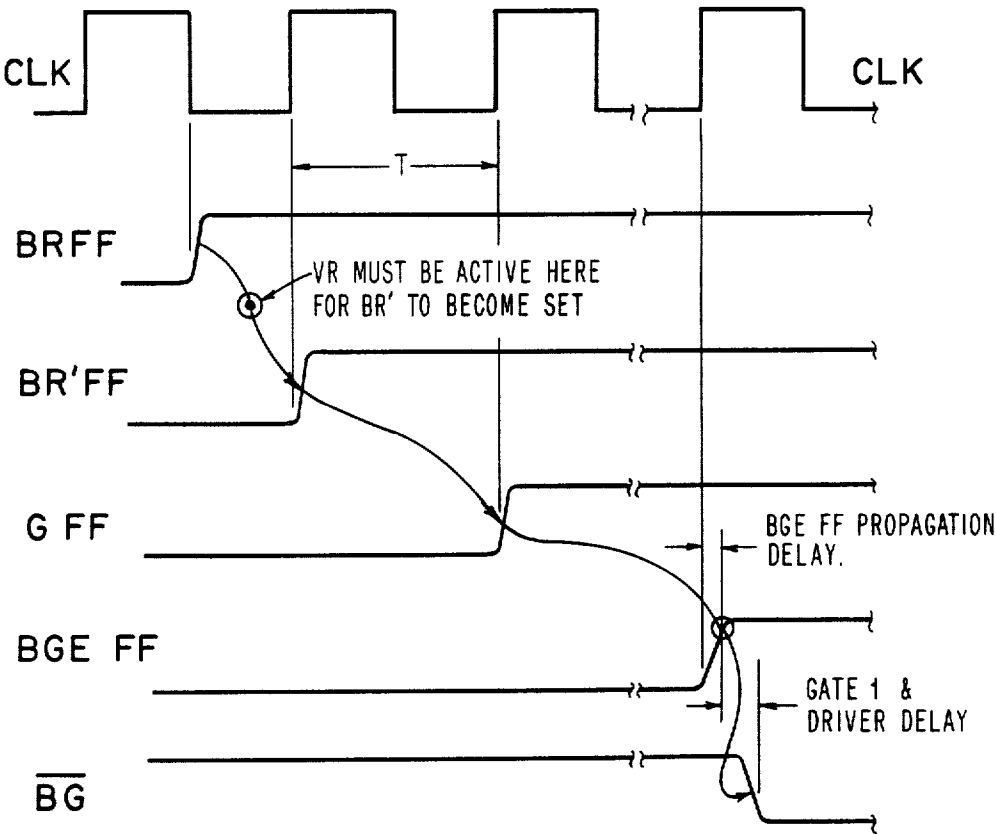 CLK
CLK
T
BRFF
VR MUST BE ACTIVE HERE
FOR BR' TO BECOME SET
BR'FF
G FF
BGE FF PROPAGATION
DELAY.
BGE FF
GATE 1 &
DRIVER DELAY
B̅G̅